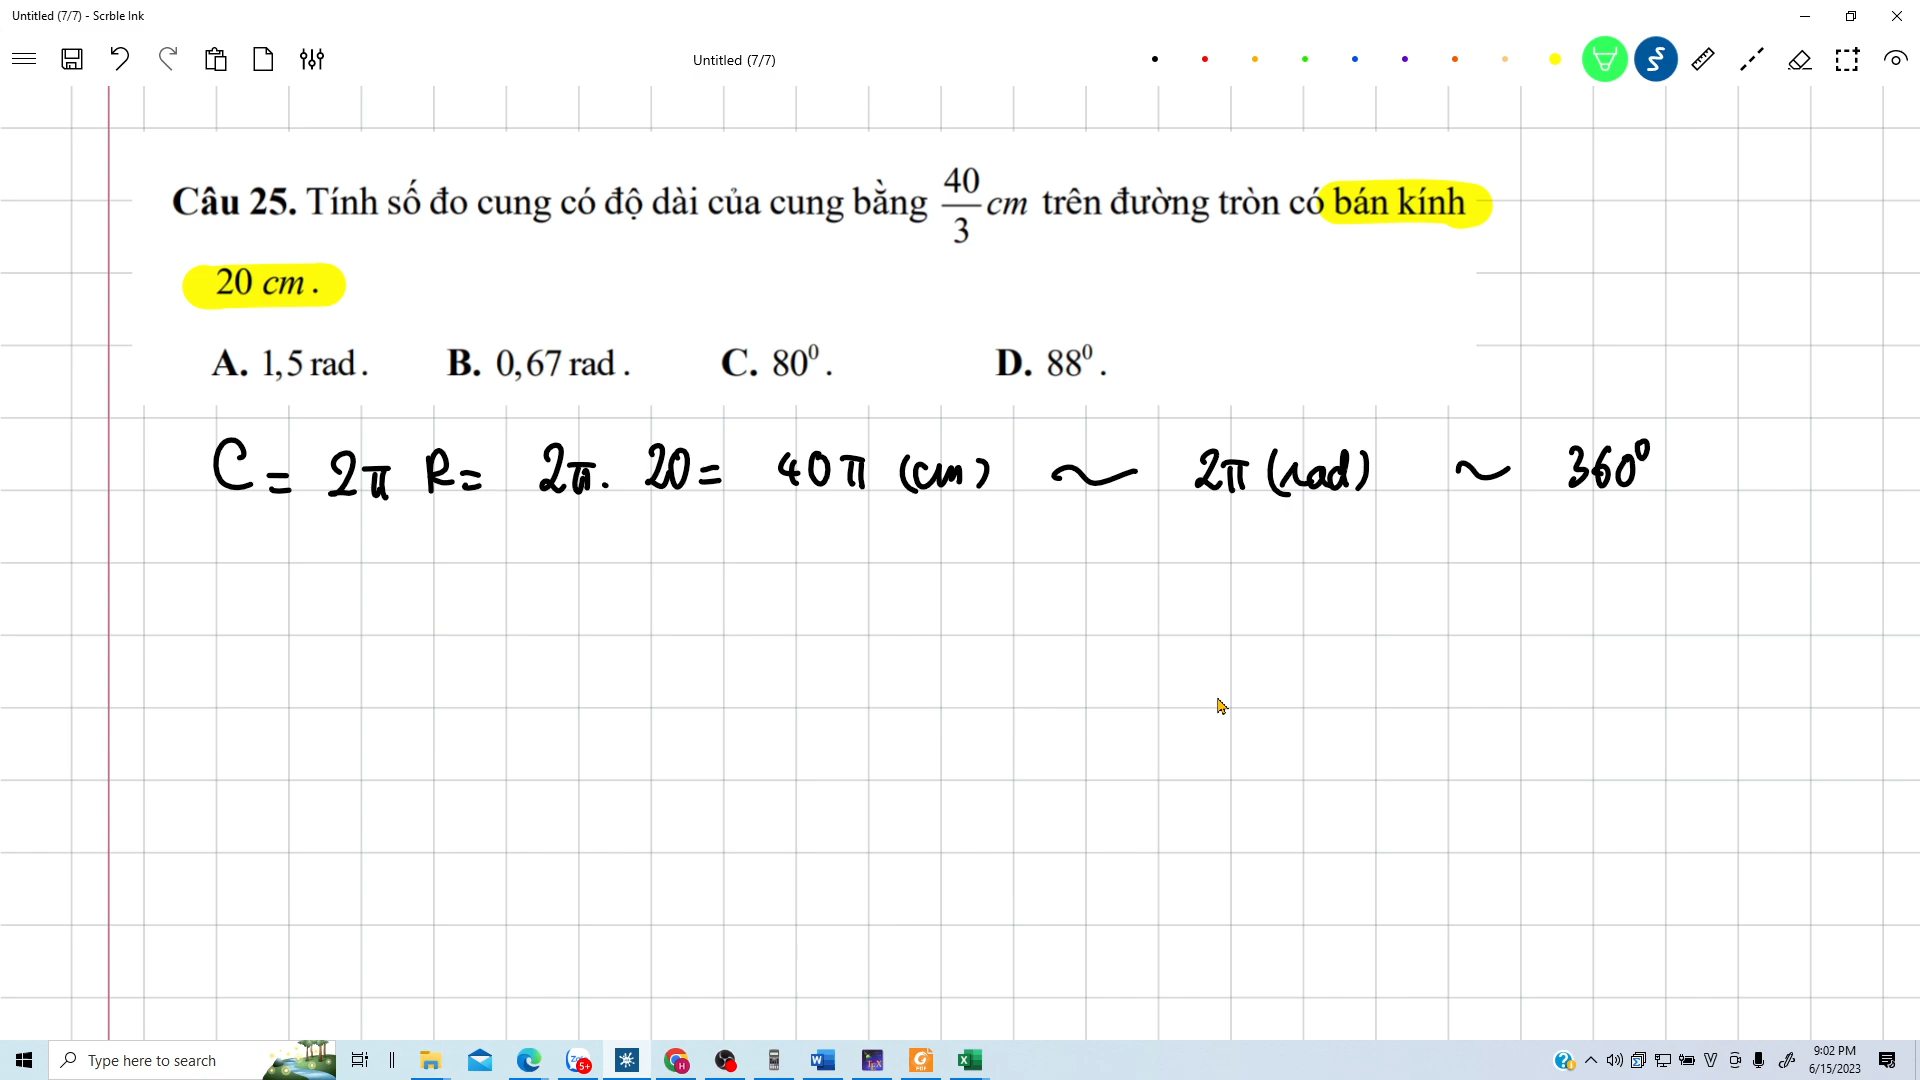 Untitled (7/7) - Scrble Ink
Untitled (7/7)
Câu 25. Tính số đo cung có độ dài của cung bằng 40/3 cm trên đường tròn có bán kính
20 cm .
A. 1,5 rad . B. 0,67 rad . C. 80⁰ . D. 88⁰ .
C = 2π R = 2π. 20 = 40π (cm) ~ 2π (rad) ~ 360⁰
Type here to search
9:02 PM
6/15/2023